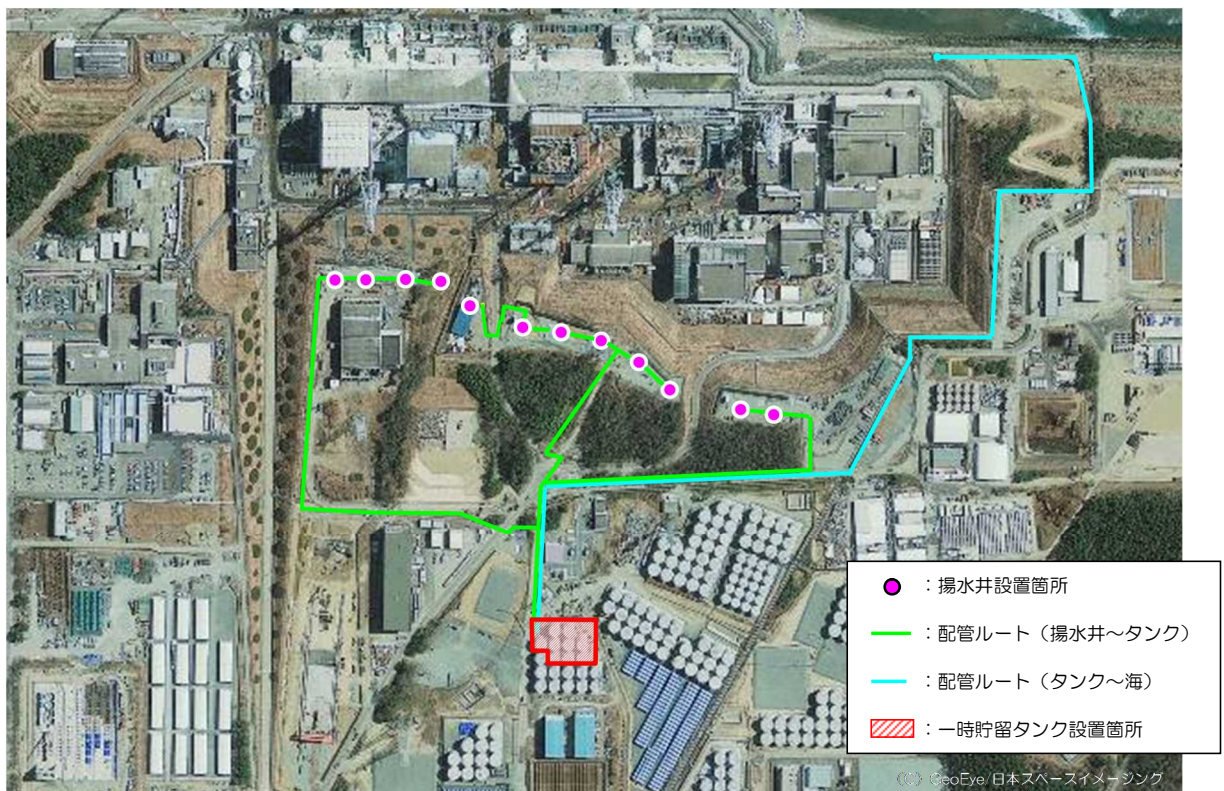 ：揚水井設置箇所
：配管ルート（揚水井～タンク）
：配管ルート（タンク～海）
：一時貯留タンク設置箇所
(C) GeoEye/日本スペースイメージング